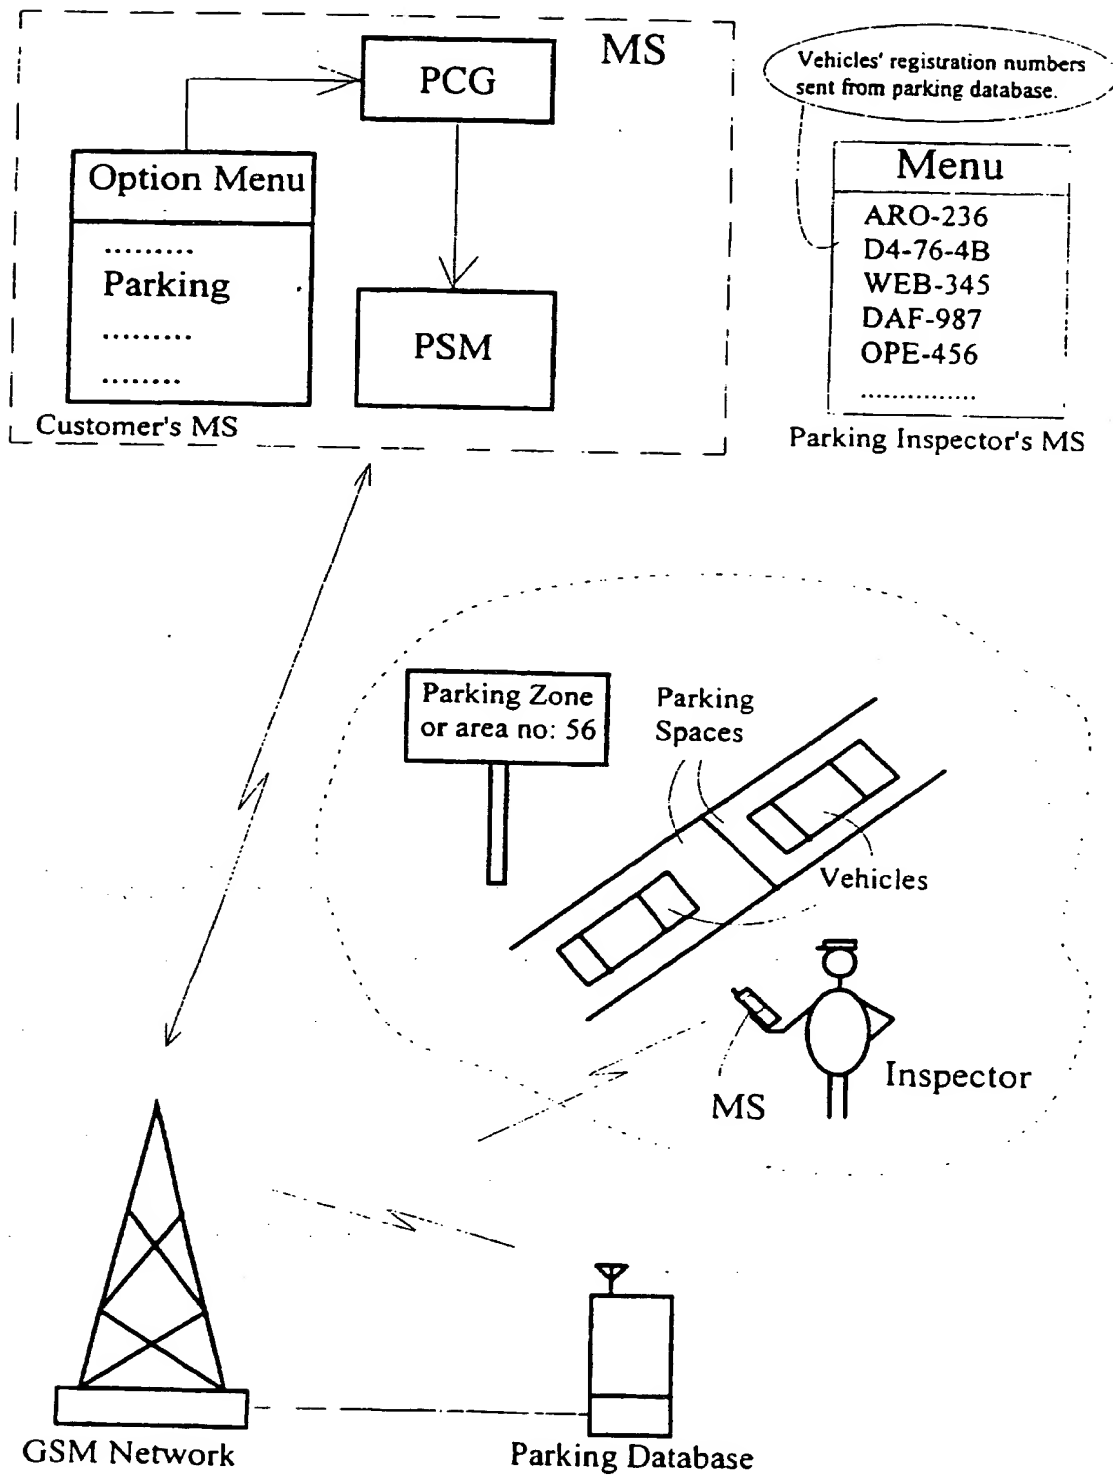 MS
PCG
Option Menu
.........
Parking
.........
........
PSM
Customer's MS
Vehicles' registration numbers
sent from parking database.
Menu
ARO-236
D4-76-4B
WEB-345
DAF-987
OPE-456
...............
Parking Inspector's MS
Parking Zone
or area no: 56
Parking
Spaces
Vehicles
MS
Inspector
GSM Network
Parking Database